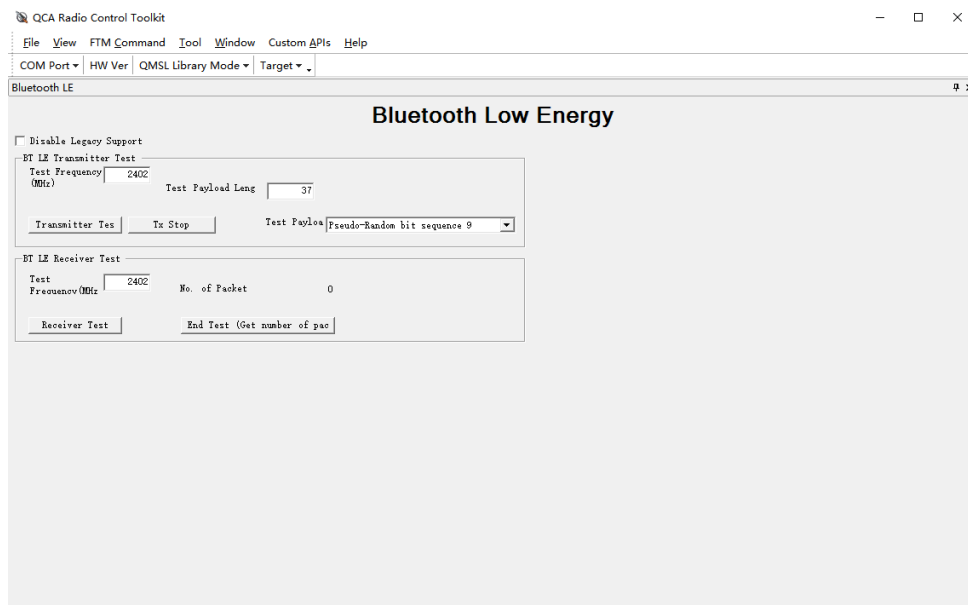 QCA Radio Control Toolkit
File View FTM Command Tool Window Custom APIs Help
COM Port HW Ver QMSL Library Mode Target
Bluetooth LE
Bluetooth Low Energy
Disable Legacy Support
BT LE Transmitter Test
Test Frequency 2402
(MHz)
Test Payload Leng 37
Transmitter Tes Tx Stop Test Payloa Pseudo-Random bit sequence 9
BT LE Receiver Test
Test 2402
Frequency(MHz No. of Packet 0
Receiver Test End Test (Get number of pac